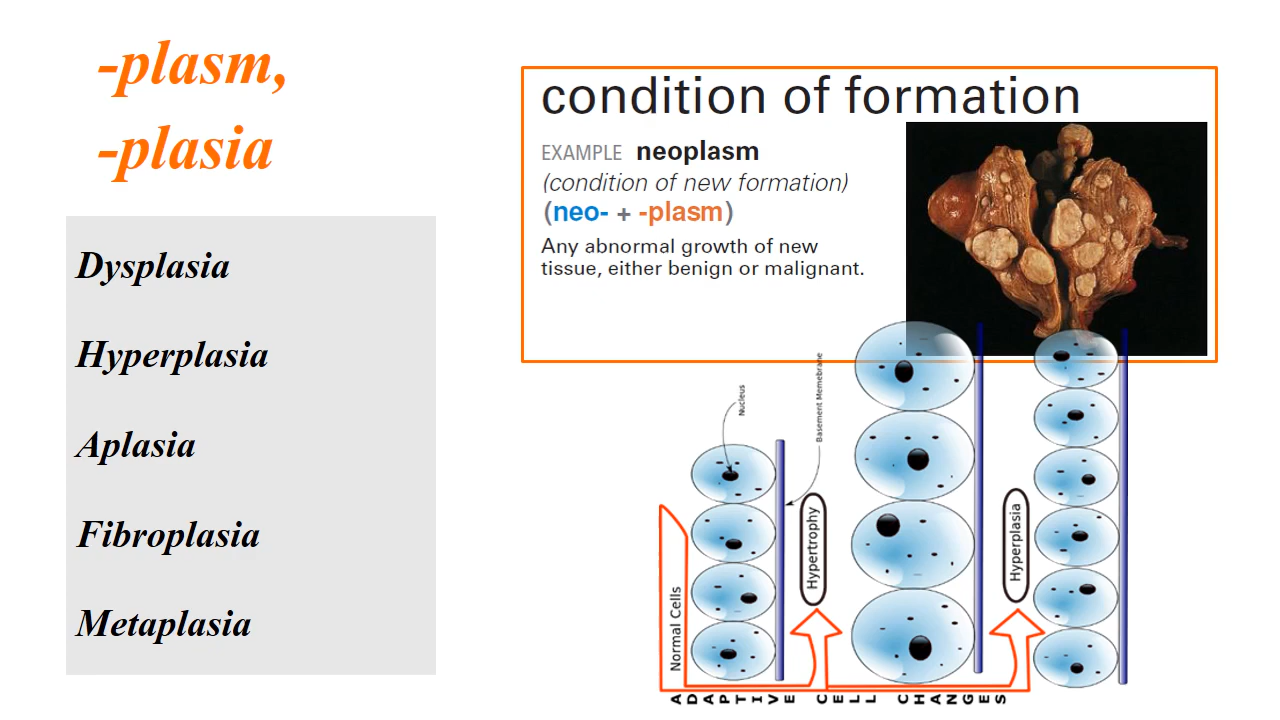 -plasm,
-plasia
Dysplasia
Hyperplasia
Aplasia
Fibroplasia
Metaplasia
condition of formation
EXAMPLE neoplasm
(condition of new formation)
(neo- + -plasm)
Any abnormal growth of new
tissue, either benign or malignant.
Nucleus
Basement Memebrane
Normal Cells
Hypertrophy
Hyperplasia
ADAPTIVE CELL CHANGES